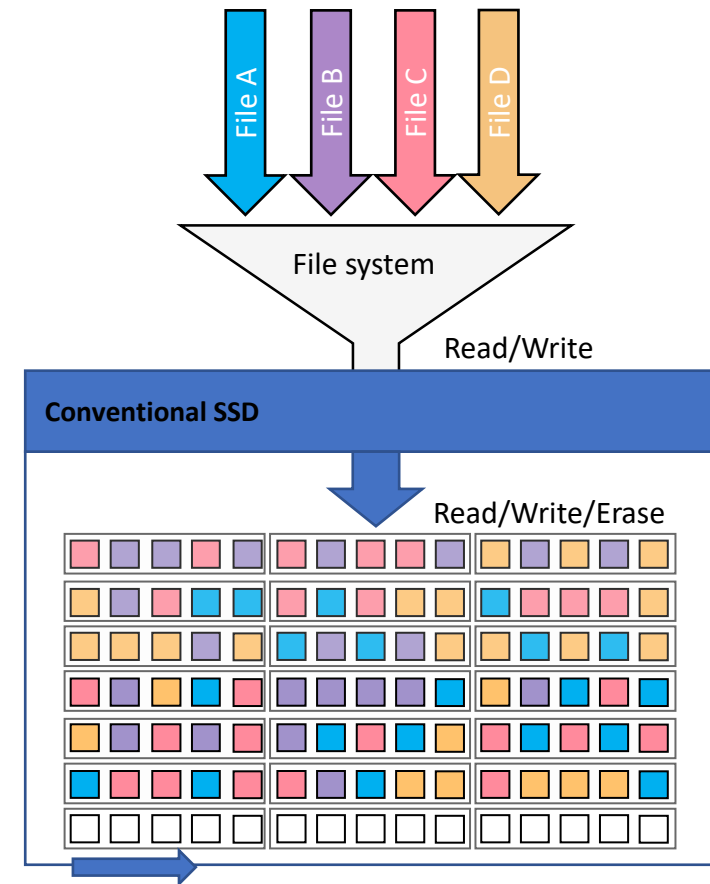 File A
File B
File C
File D
File system
Read/Write
Conventional SSD
Read/Write/Erase